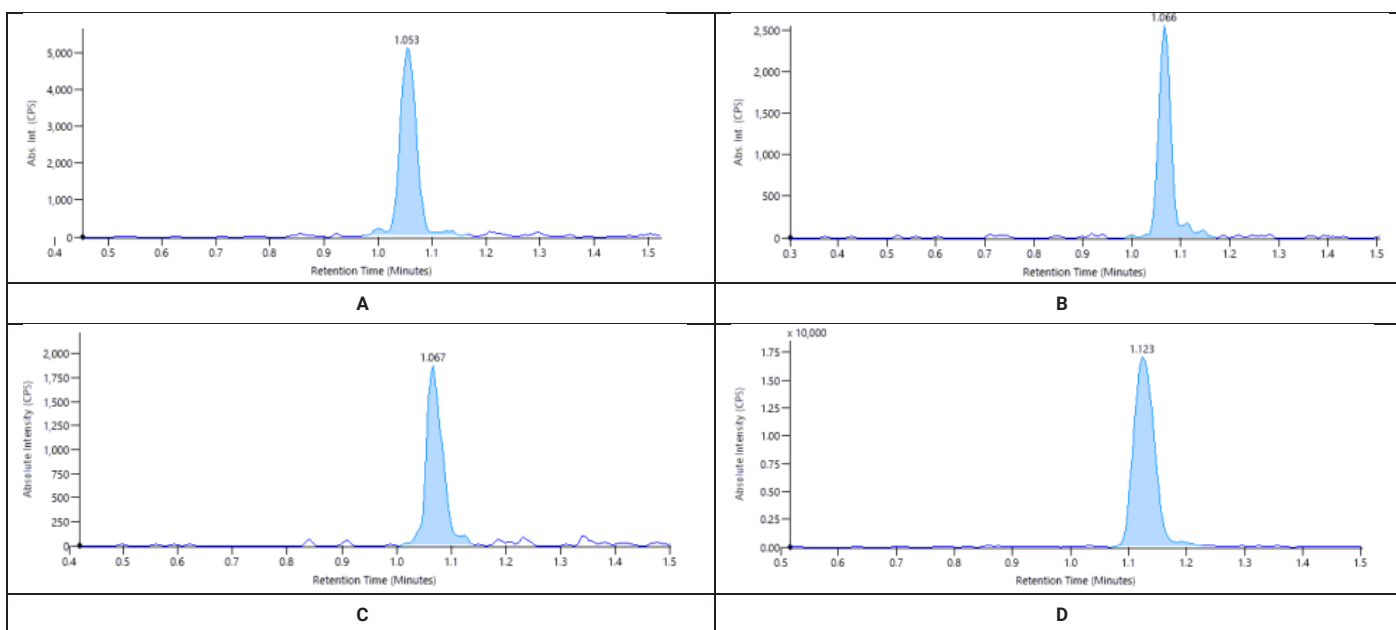 1.053
5,000
4,000
3,000
2,000
1,000
0
Abs. Int. (CPS)
0.4 0.5 0.6 0.7 0.8 0.9 1.0 1.1 1.2 1.3 1.4 1.5
Retention Time (Minutes)
A
1.066
2,500
2,000
1,500
1,000
500
0
Abs. Int. (CPS)
0.3 0.4 0.5 0.6 0.7 0.8 0.9 1.0 1.1 1.2 1.3 1.4 1.5
Retention Time (Minutes)
B
1.067
2,000
1,750
1,500
1,250
1,000
750
500
250
0
Absolute Intensity (CPS)
0.4 0.5 0.6 0.7 0.8 0.9 1.0 1.1 1.2 1.3 1.4 1.5
Retention Time (Minutes)
C
x 10,000
1.123
1.75
1.50
1.25
1.00
0.75
0.50
0.25
0.00
Absolute Intensity (CPS)
0.5 0.6 0.7 0.8 0.9 1.0 1.1 1.2 1.3 1.4 1.5
Retention Time (Minutes)
D